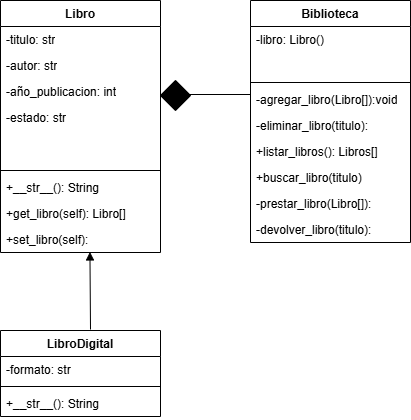 Libro
-titulo: str
-autor: str
-año_publicacion: int
-estado: str
+__str__(): String
+get_libro(self): Libro[]
+set_libro(self):
Biblioteca
-libro: Libro()
-agregar_libro(Libro[]):void
-eliminar_libro(titulo):
+listar_libros(): Libros[]
+buscar_libro(titulo)
-prestar_libro(Libro[]):
-devolver_libro(titulo):
LibroDigital
-formato: str
+__str__(): String